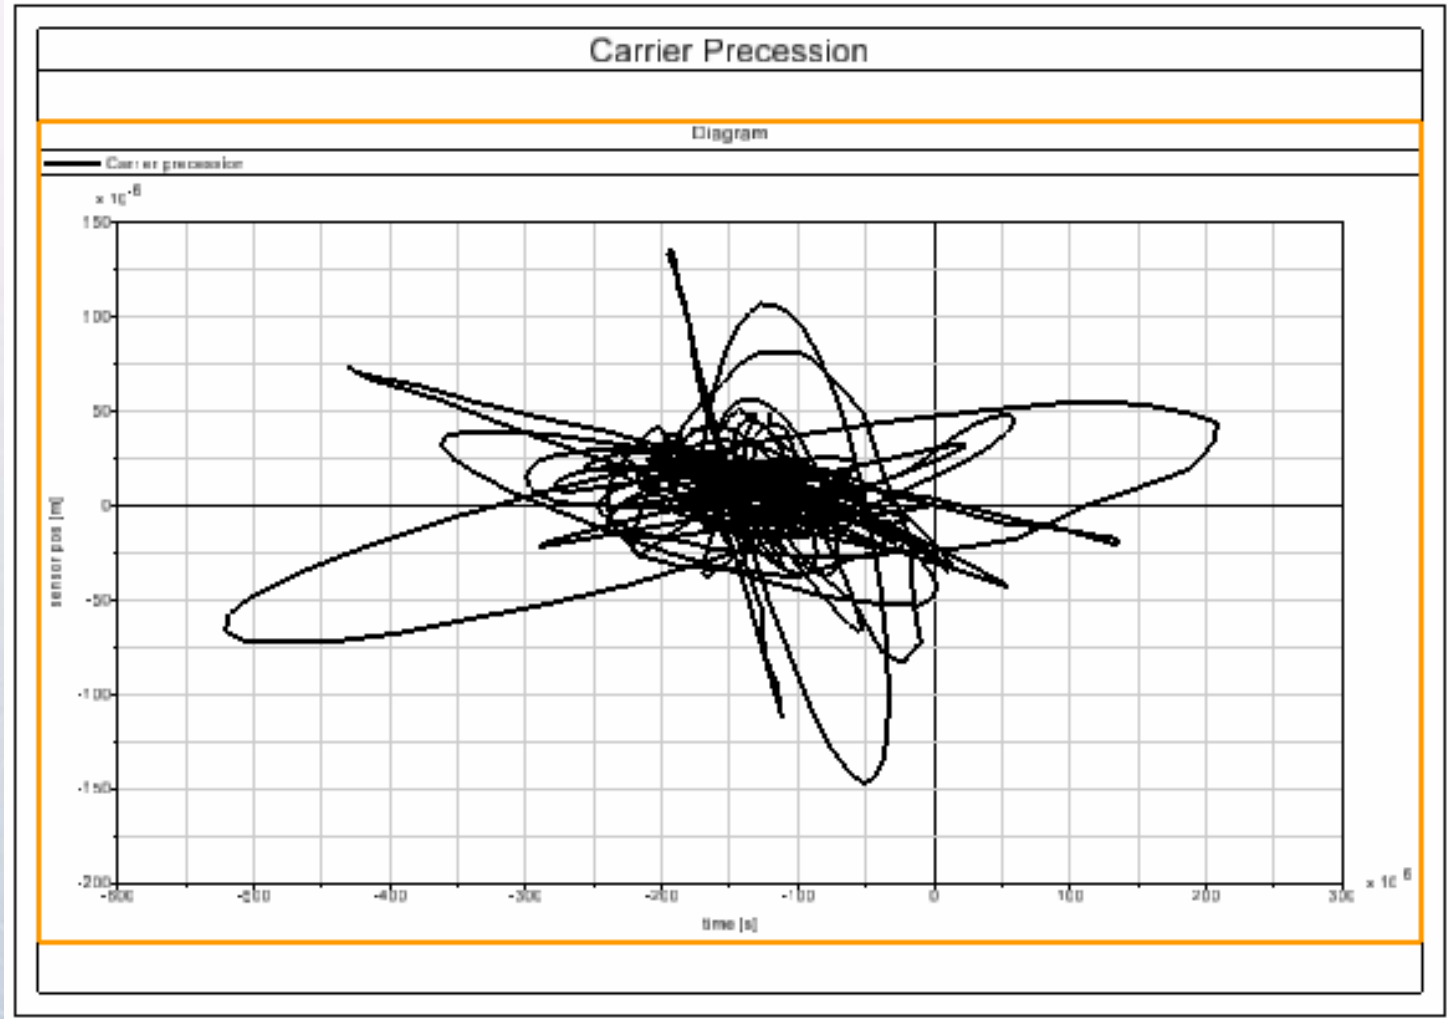 Carrier Precession
Diagram
Carrier precession
x 10^-6
150
100
50
0
-50
-100
-150
-200
sensor pos [m]
-600 -500 -400 -300 -200 -100 0 100 200 300
x 10^-6
time [s]